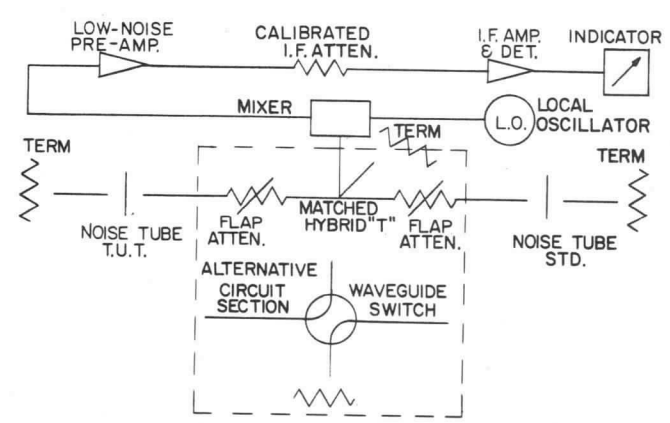 LOW-NOISE
PRE-AMP.
CALIBRATED
I.F. ATTEN.
I.F. AMP.
& DET.
INDICATOR
MIXER
L.O.
LOCAL
OSCILLATOR
TERM
TERM
TERM
NOISE TUBE
T.U.T.
FLAP
ATTEN.
MATCHED
HYBRID "T"
FLAP
ATTEN.
NOISE TUBE
STD.
ALTERNATIVE
CIRCUIT
SECTION
WAVEGUIDE
SWITCH